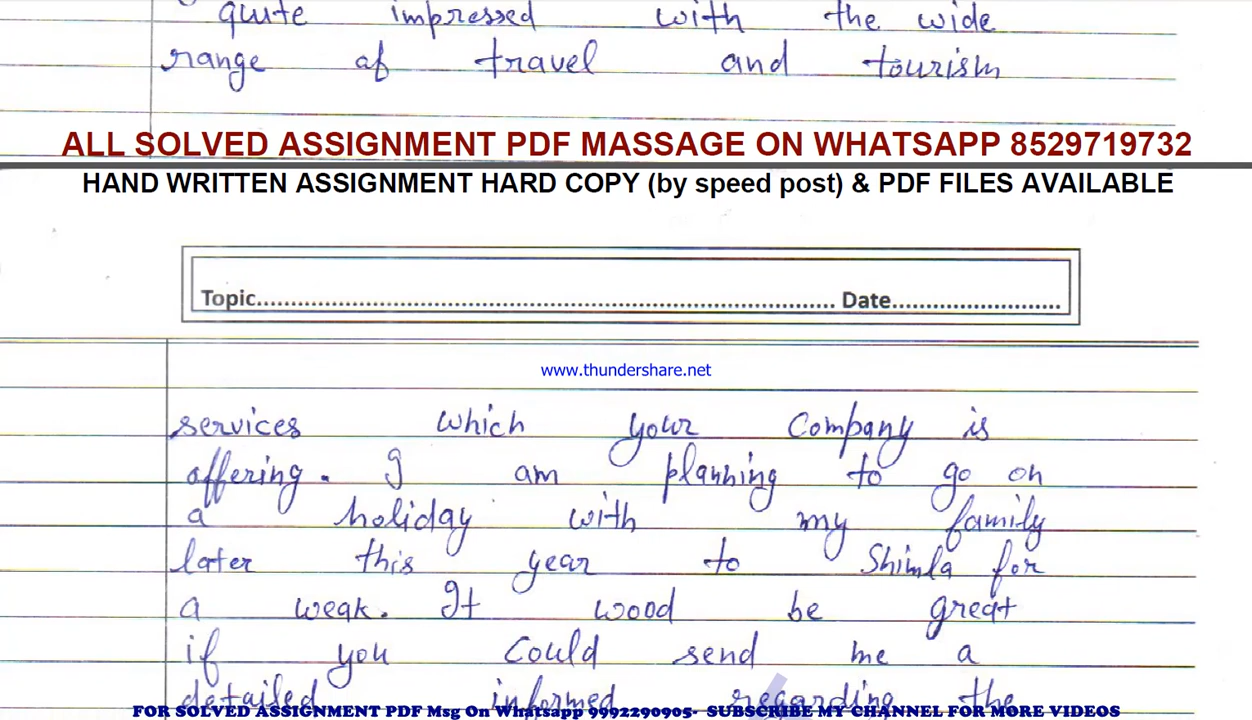 quite impressed with the wide
range of travel and tourism
ALL SOLVED ASSIGNMENT PDF MASSAGE ON WHATSAPP 8529719732
HAND WRITTEN ASSIGNMENT HARD COPY (by speed post) & PDF FILES AVAILABLE
Topic.................................................................................... Date.........................
www.thundershare.net
services which your Company is
offering. I am planning to go on
a holiday with my family
later this year to Shimla for
a weak. It wood be great
if you could send me a
detailed informed regarding the
FOR SOLVED ASSIGNMENT PDF Msg On Whatsapp 9992290905- SUBSCRIBE MY CHANNEL FOR MORE VIDEOS